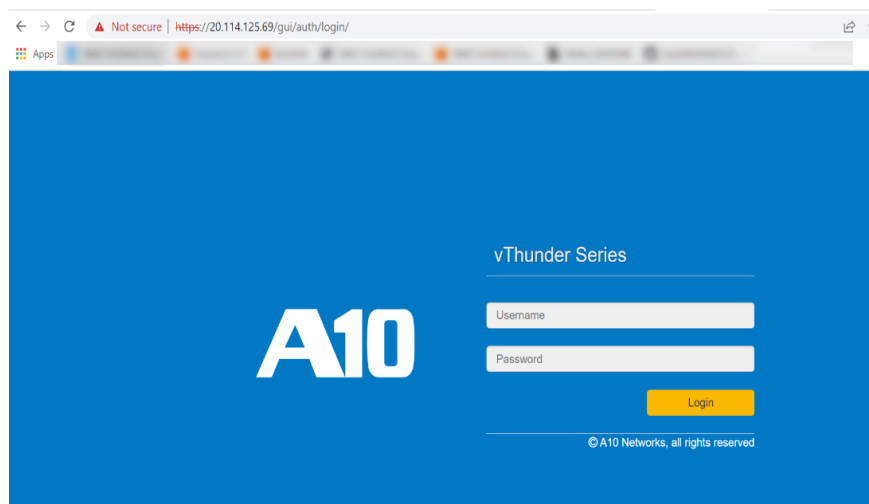 Not secure | https://20.114.125.69/gui/auth/login/
Apps
vThunder Series
Username
A10
Password
Login
© A10 Networks, all rights reserved